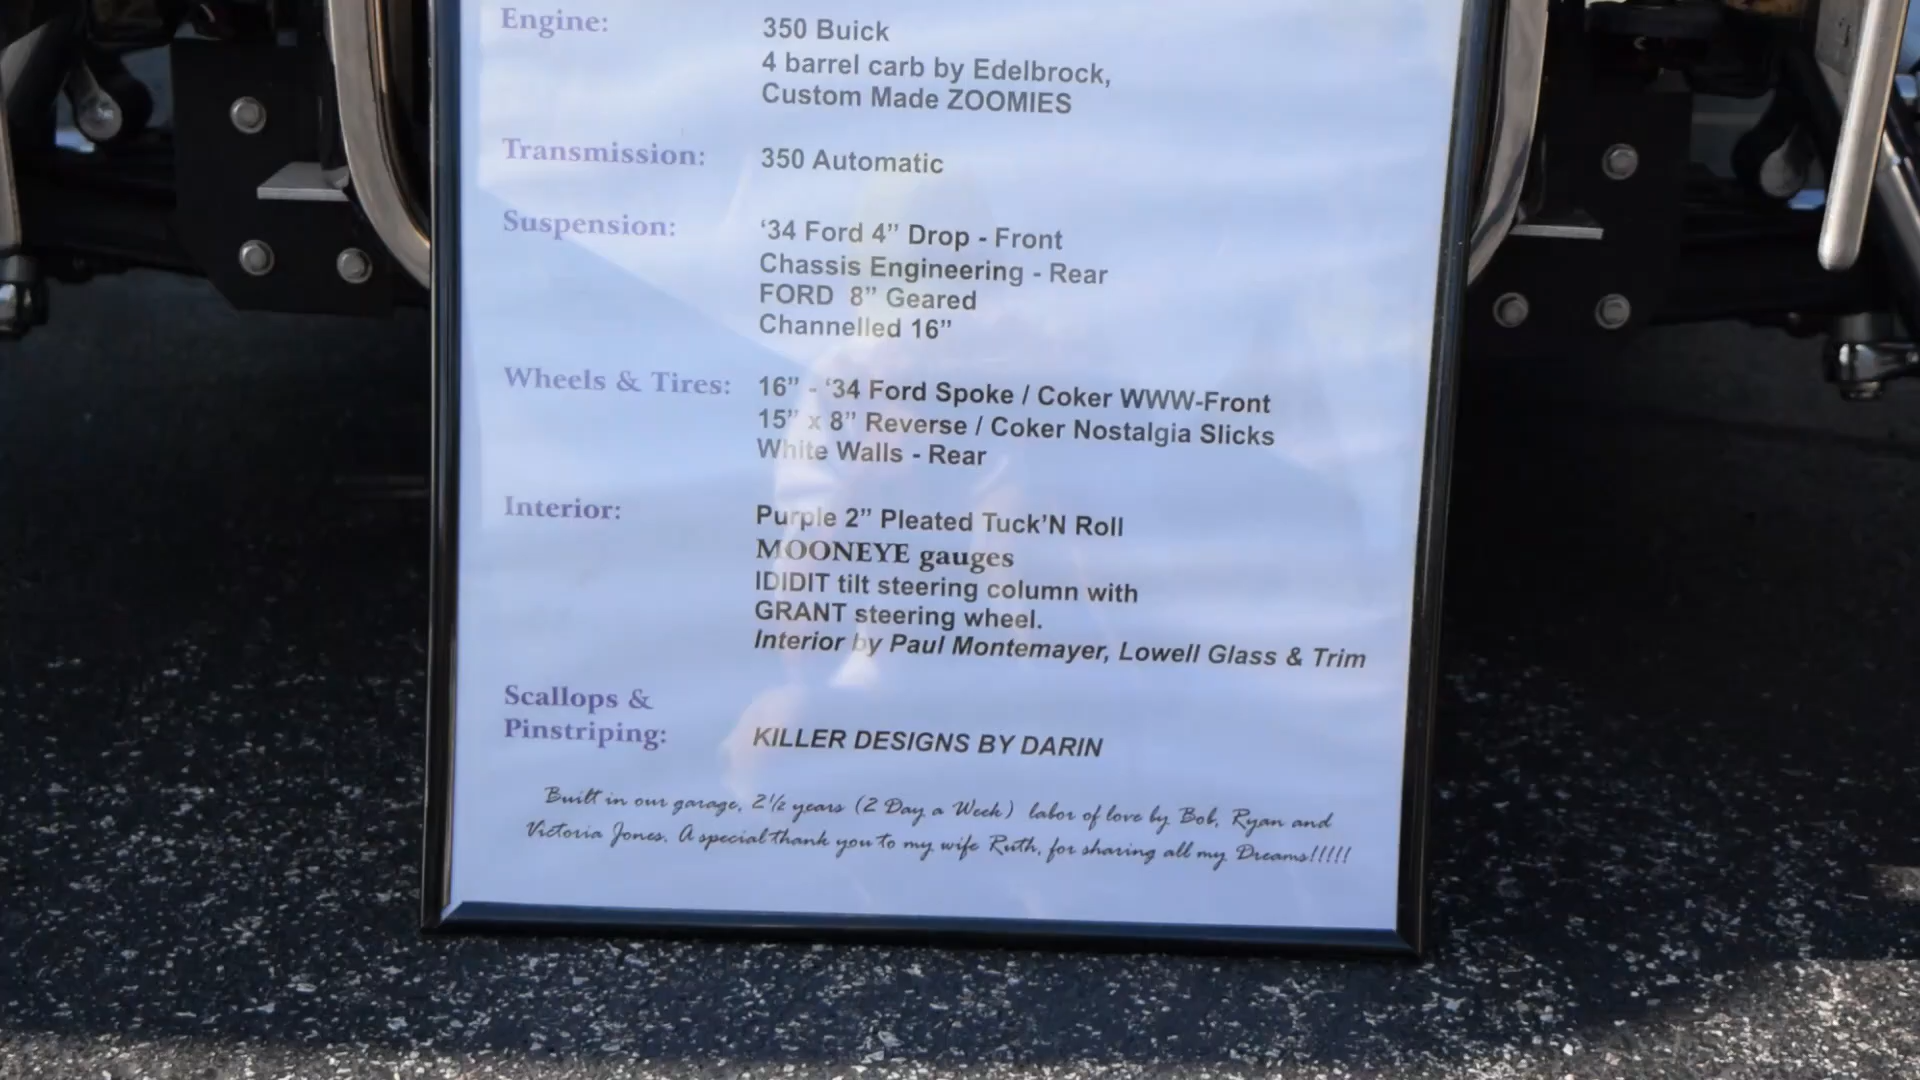 Engine: 350 Buick
4 barrel carb by Edelbrock,
Custom Made ZOOMIES
Transmission: 350 Automatic
Suspension: ‘34 Ford 4” Drop - Front
Chassis Engineering - Rear
FORD 8” Geared
Channelled 16”
Wheels & Tires: 16” - ‘34 Ford Spoke / Coker WWW-Front
15” x 8” Reverse / Coker Nostalgia Slicks
White Walls - Rear
Interior: Purple 2” Pleated Tuck’N Roll
MOONEYE gauges
IDIDIT tilt steering column with
GRANT steering wheel.
Interior by Paul Montemayer, Lowell Glass & Trim
Scallops &
Pinstriping: KILLER DESIGNS BY DARIN
Built in our garage, 2 1/2 years (2 Day a Week) labor of love by Bob, Ryan and
Victoria Jones. A special thank you to my wife Ruth, for sharing all my Dreams!!!!!